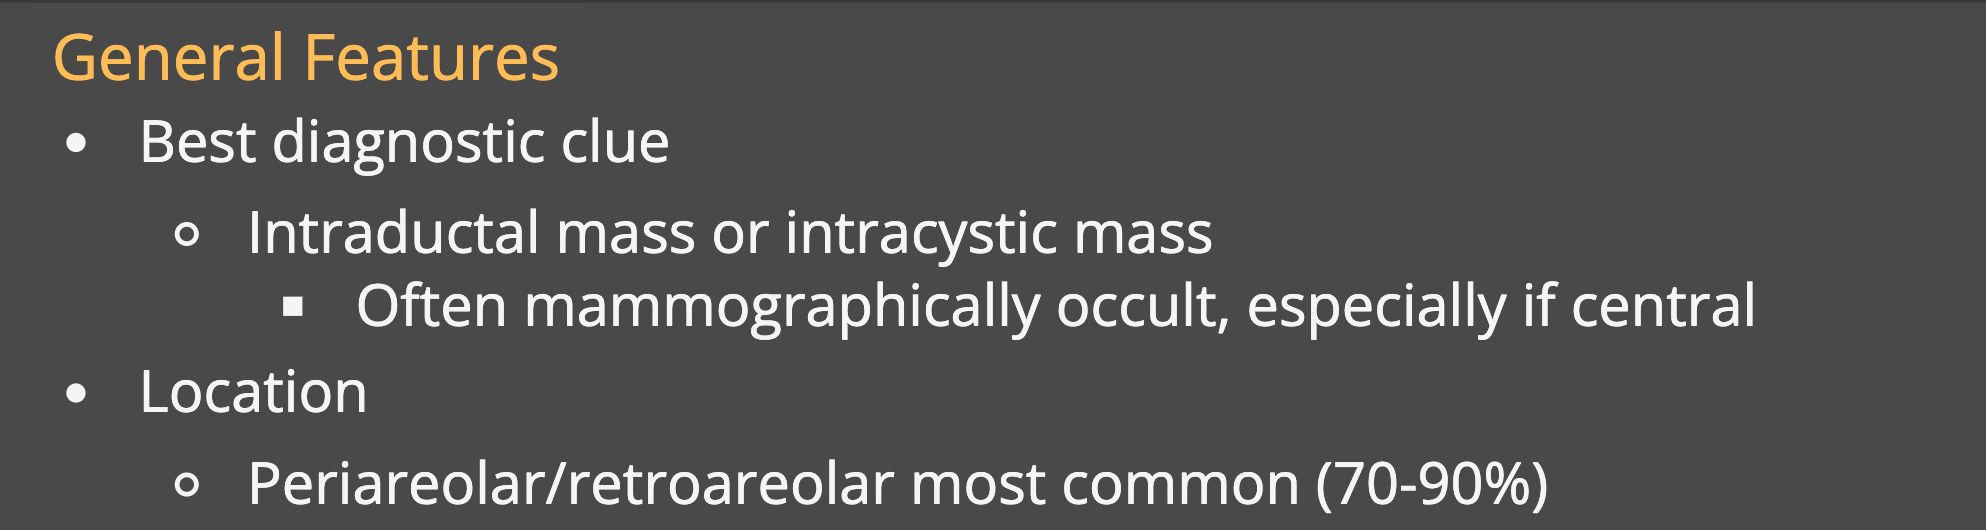 General Features
• Best diagnostic clue
○ Intraductal mass or intracystic mass
▪ Often mammographically occult, especially if central
• Location
○ Periareolar/retroareolar most common (70-90%)